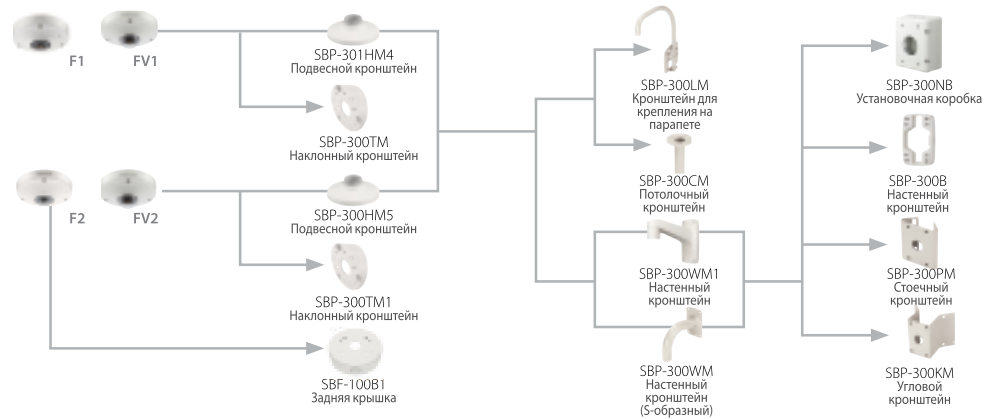 F1
FV1
SBP-301HM4
Подвесной кронштейн
SBP-300TM
Наклонный кронштейн
F2
FV2
SBP-300HM5
Подвесной кронштейн
SBP-300TM1
Наклонный кронштейн
SBF-100B1
Задняя крышка
SBP-300LM
Кронштейн для
крепления на
парапете
SBP-300CM
Потолочный
кронштейн
SBP-300WM1
Настенный
кронштейн
SBP-300WM
Настенный
кронштейн
(S-образный)
SBP-300NB
Установочная коробка
SBP-300B
Настенный
кронштейн
SBP-300PM
Стоечный
кронштейн
SBP-300KM
Угловой
кронштейн